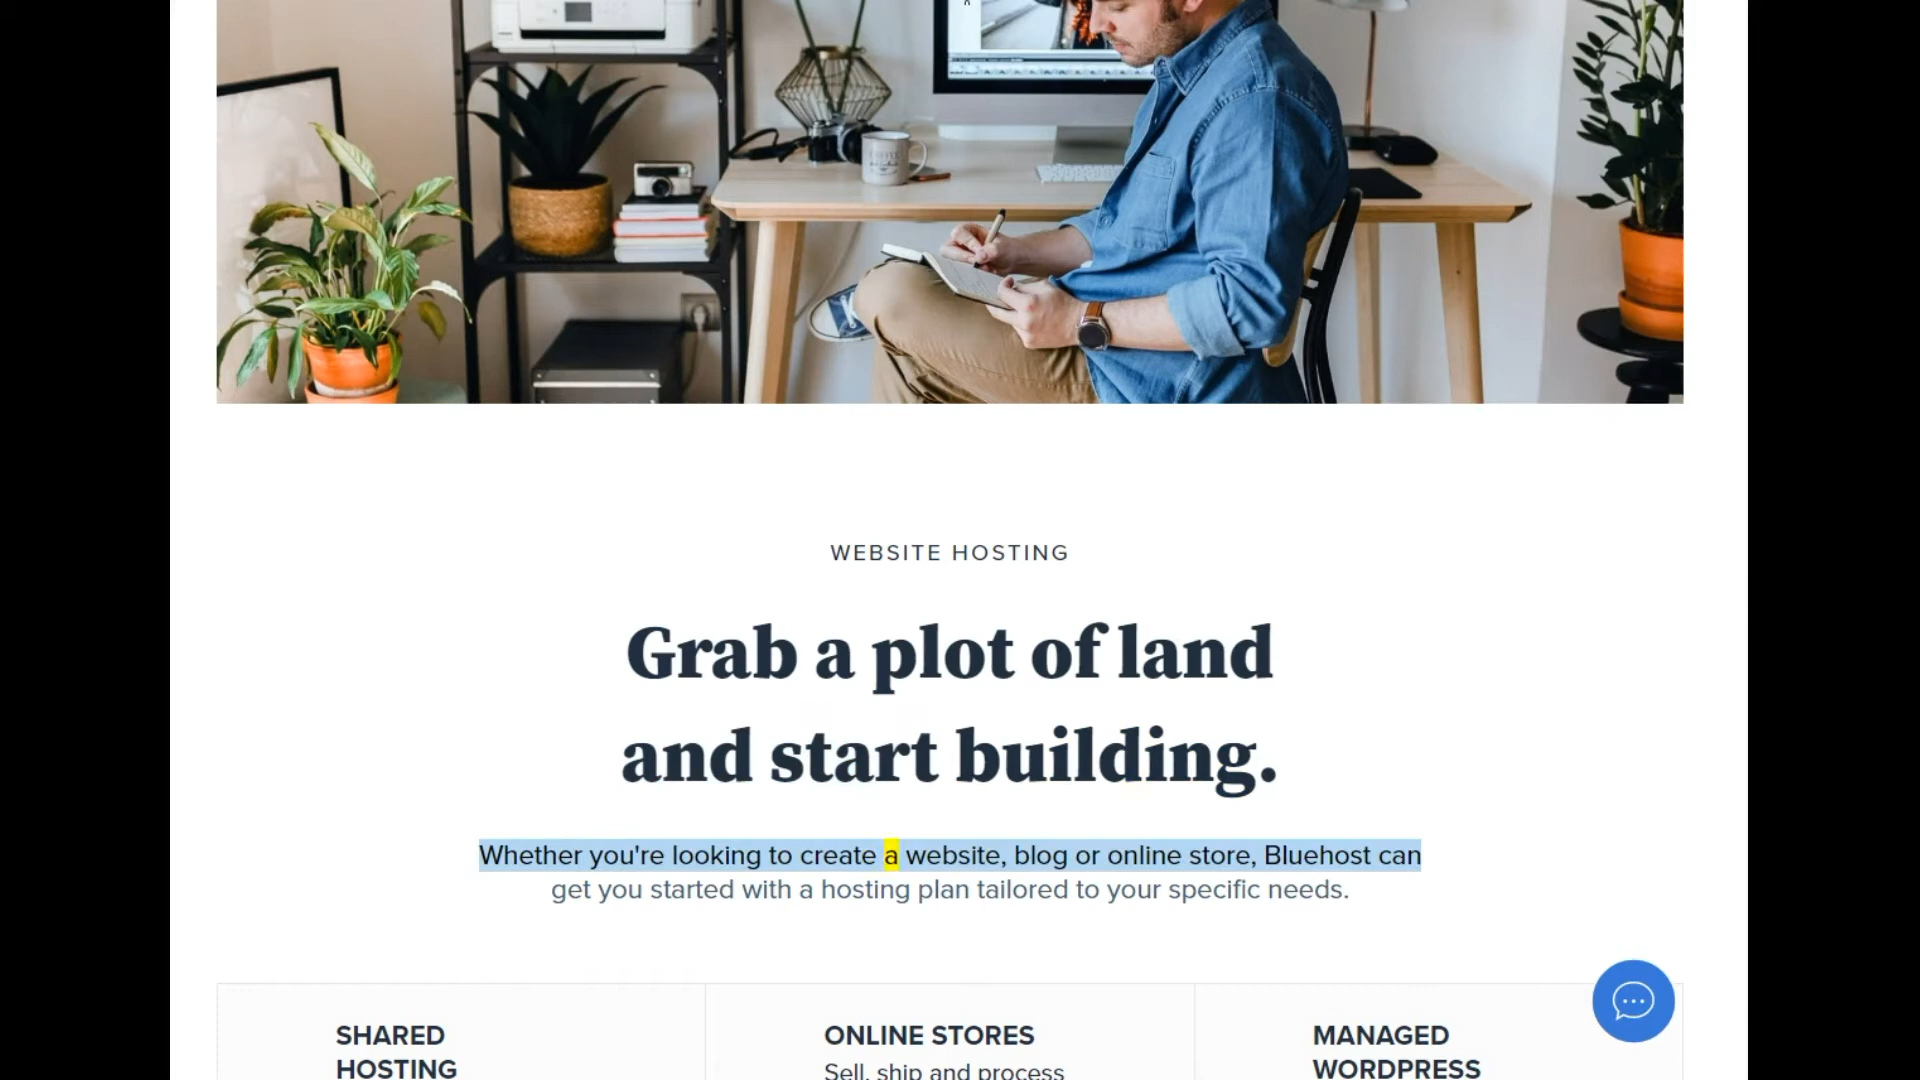 WEBSITE HOSTING
Grab a plot of land
and start building.
Whether you're looking to create a website, blog or online store, Bluehost can
get you started with a hosting plan tailored to your specific needs.
SHARED
HOSTING
ONLINE STORES
Sell, ship and process
MANAGED
WORDPRESS